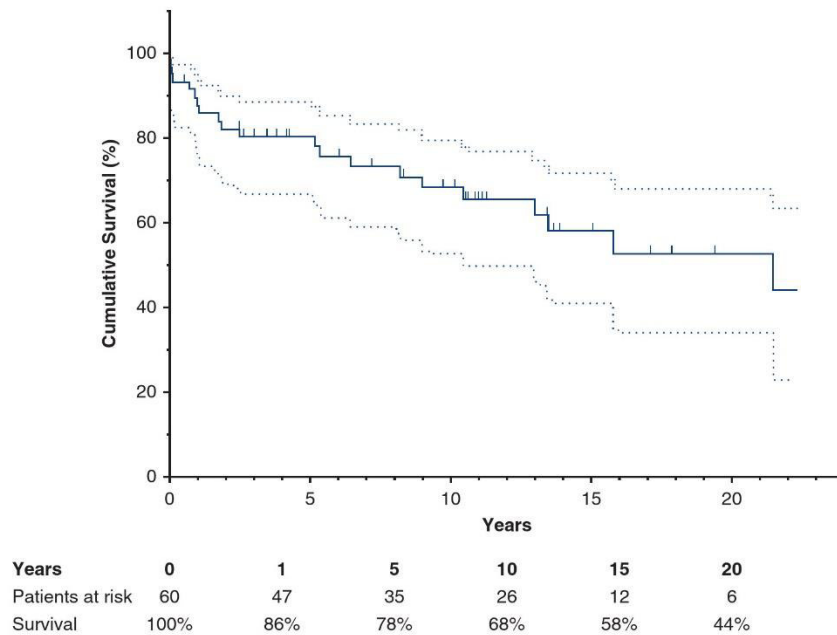 100
80
60
40
20
0
Cumulative Survival (%)
0 5 10 15 20
Years
Years 0 1 5 10 15 20
Patients at risk 60 47 35 26 12 6
Survival 100% 86% 78% 68% 58% 44%